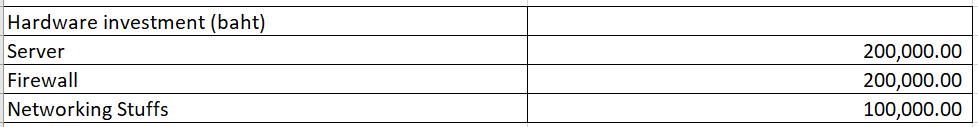 Hardware investment (baht)
Server 200,000.00
Firewall 200,000.00
Networking Stuffs 100,000.00